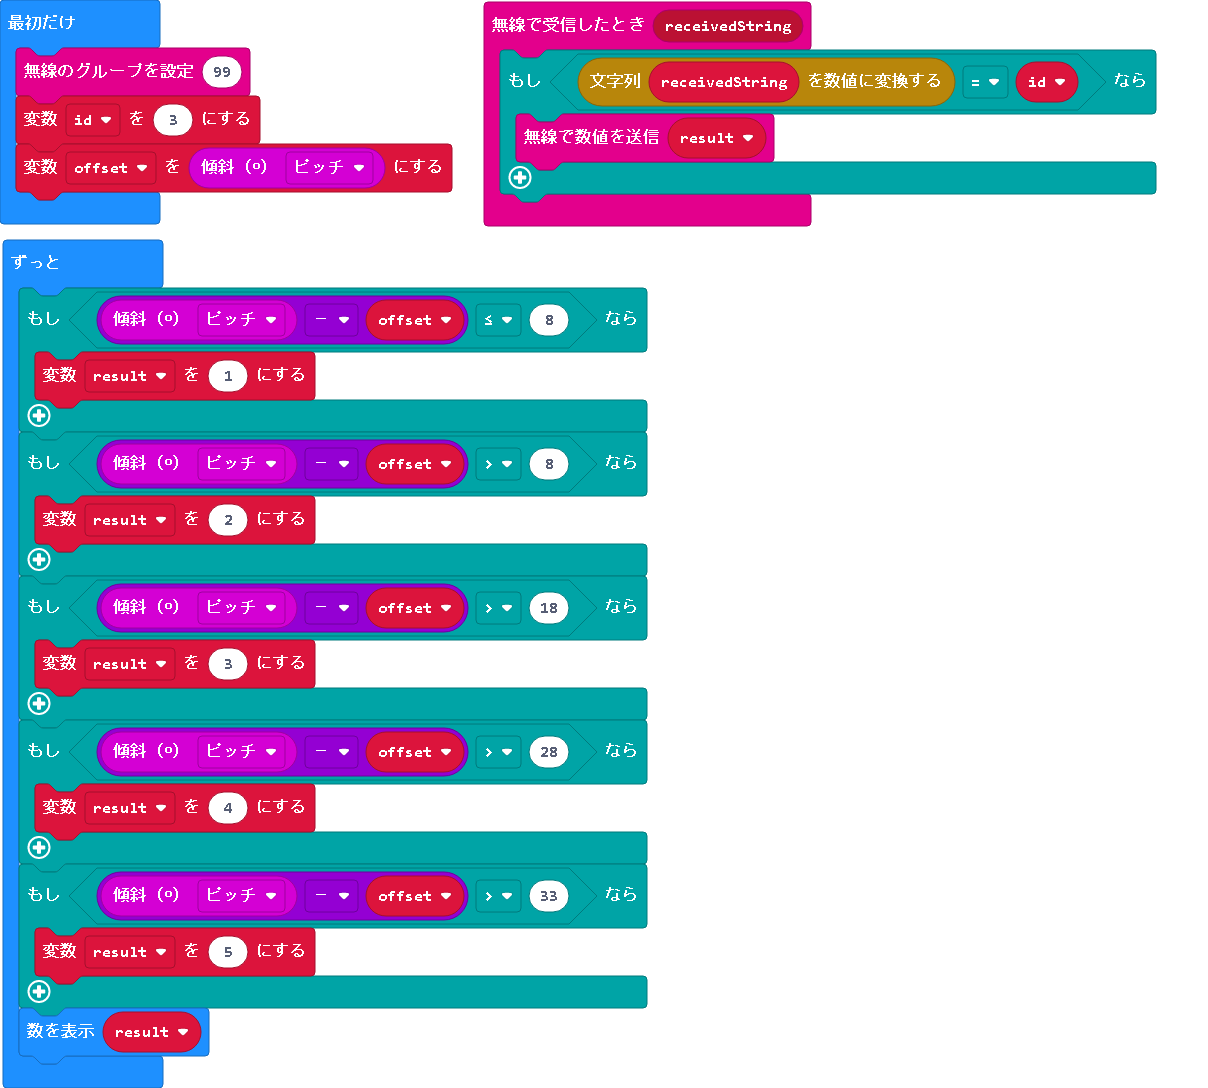 最初だけ
無線のグループを設定 99
変数 id を 3 にする
変数 offset を 傾斜（°） ピッチ にする
無線で受信したとき receivedString
もし 文字列 receivedString を数値に変換する = id なら
無線で数値を送信 result
ずっと
もし 傾斜（°） ピッチ - offset ≤ 8 なら
変数 result を 1 にする
もし 傾斜（°） ピッチ - offset > 8 なら
変数 result を 2 にする
もし 傾斜（°） ピッチ - offset > 18 なら
変数 result を 3 にする
もし 傾斜（°） ピッチ - offset > 28 なら
変数 result を 4 にする
もし 傾斜（°） ピッチ - offset > 33 なら
変数 result を 5 にする
数を表示 result